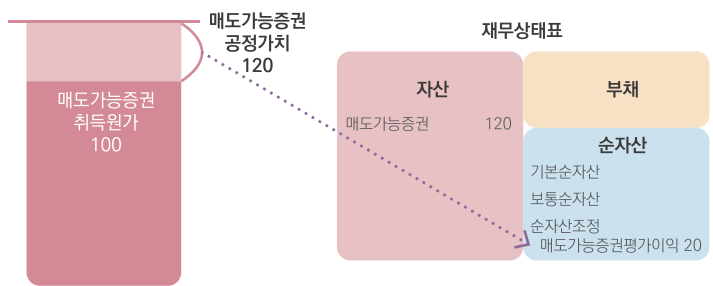 매도가능증권
공정가치
120
매도가능증권
취득원가
100
재무상태표
자산
매도가능증권 120
부채
순자산
기본순자산
보통순자산
순자산조정
매도가능증권평가이익 20